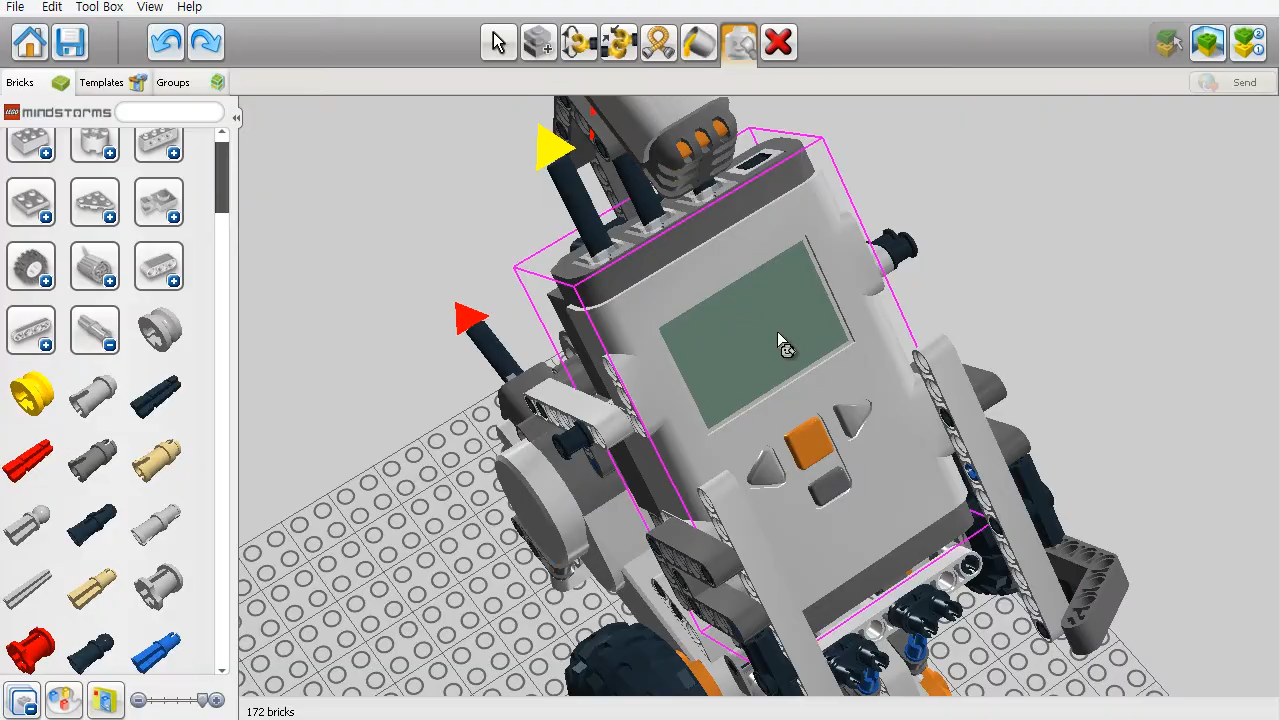 File Edit Tool Box View Help
Bricks Templates Groups Send
LEGO mindstorms
172 bricks